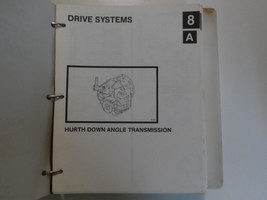 DRIVE SYSTEMS
8
A
HURTH DOWN ANGLE TRANSMISSION